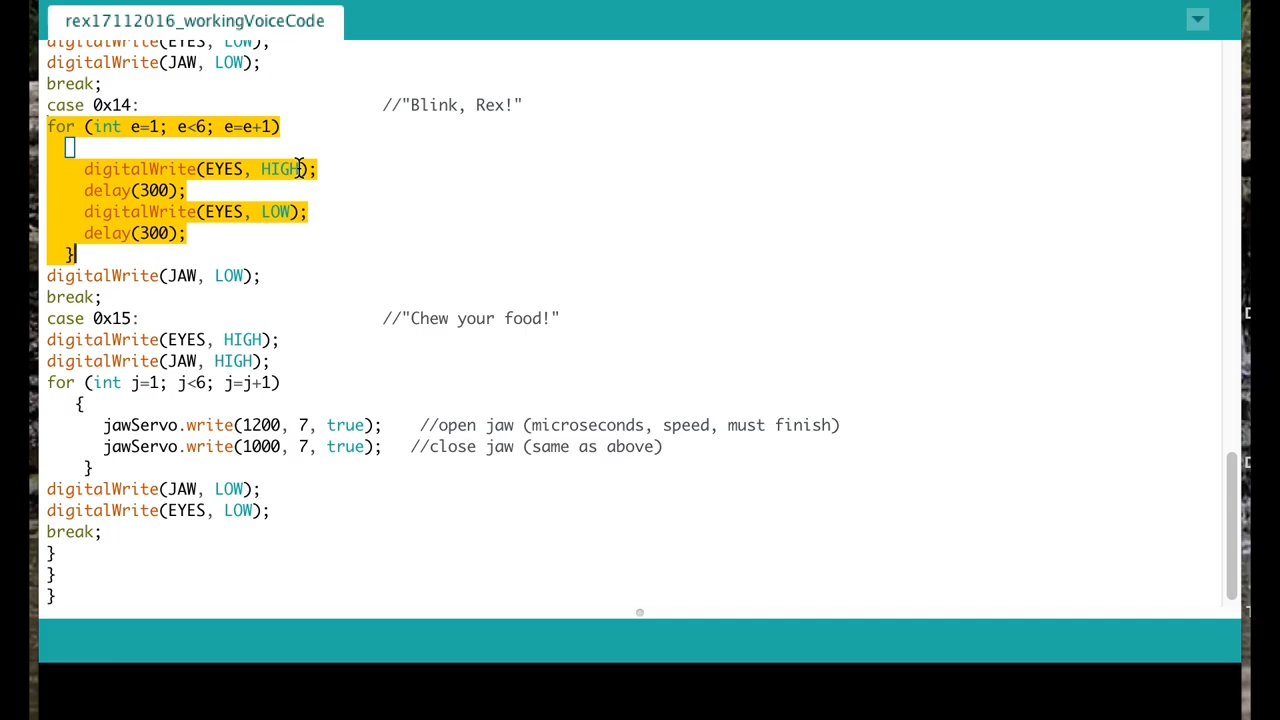 rex17112016_workingVoiceCode
digitalWrite(EYES, LOW);
digitalWrite(JAW, LOW);
break;
case 0x14: //"Blink, Rex!"
for (int e=1; e<6; e=e+1)
digitalWrite(EYES, HIGH);
delay(300);
digitalWrite(EYES, LOW);
delay(300);
}
digitalWrite(JAW, LOW);
break;
case 0x15: //"Chew your food!"
digitalWrite(EYES, HIGH);
digitalWrite(JAW, HIGH);
for (int j=1; j<6; j=j+1)
{
jawServo.write(1200, 7, true); //open jaw (microseconds, speed, must finish)
jawServo.write(1000, 7, true); //close jaw (same as above)
}
digitalWrite(JAW, LOW);
digitalWrite(EYES, LOW);
break;
}
}
}